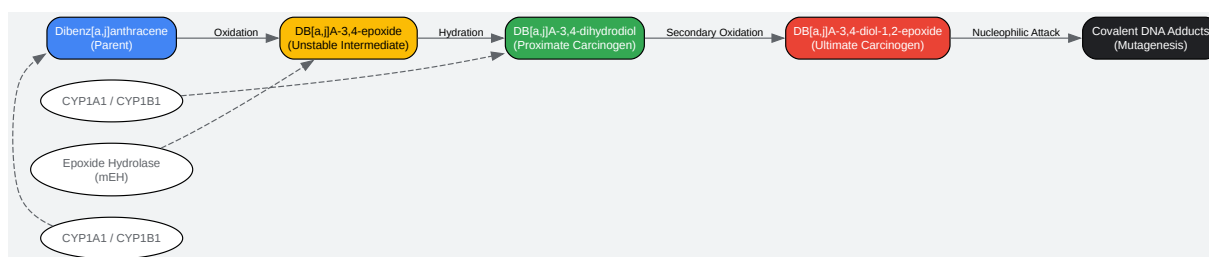 Dibenz[a,j]anthracene
(Parent)
Oxidation
DB[a,j]A-3,4-epoxide
(Unstable Intermediate)
Hydration
DB[a,j]A-3,4-dihydrodiol
(Proximate Carcinogen)
Secondary Oxidation
DB[a,j]A-3,4-diol-1,2-epoxide
(Ultimate Carcinogen)
Nucleophilic Attack
Covalent DNA Adducts
(Mutagenesis)
CYP1A1 / CYP1B1
Epoxide Hydrolase
(mEH)
CYP1A1 / CYP1B1